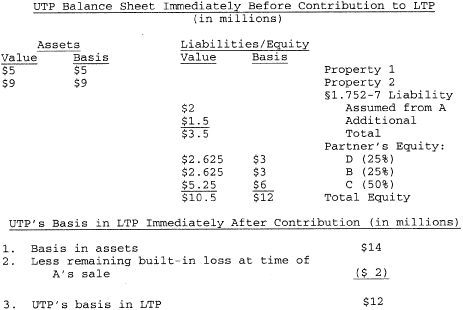 UTP Balance Sheet Immediately Before Contribution to LTP
(in millions)
Assets Liabilities/Equity
Value Basis Value Basis
$5 $5 Property 1
$9 $9 Property 2
§1.752-7 Liability
$2 Assumed from A
$1.5 Additional
$3.5 Total
Partner's Equity:
$2.625 $3 D (25%)
$2.625 $3 B (25%)
$5.25 $6 C (50%)
$10.5 $12 Total Equity
UTP's Basis in LTP Immediately After Contribution (in millions)
1. Basis in assets $14
2. Less remaining built-in loss at time of
A's sale ($ 2)
3. UTP's basis in LTP $12